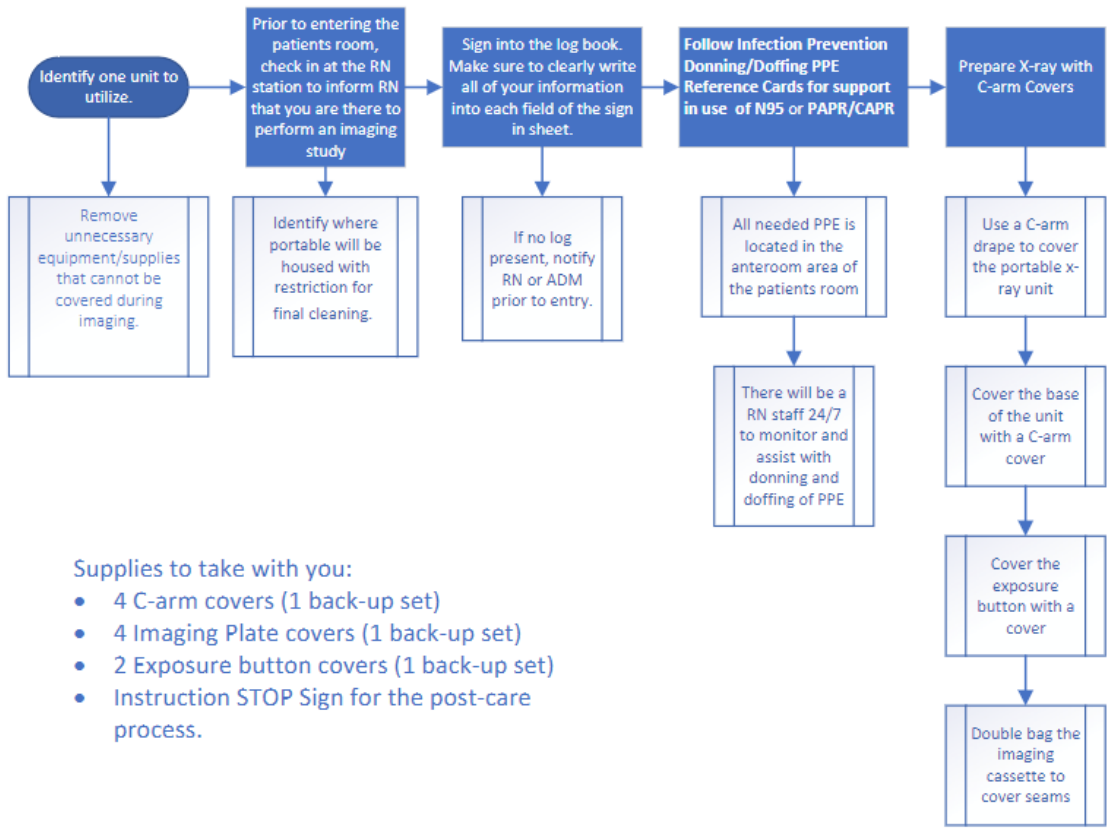 Identify one unit to
utilize.
Prior to entering the
patients room,
check in at the RN
station to inform RN
that you are there to
perform an imaging
study
Sign into the log book.
Make sure to clearly write
all of your information
into each field of the sign
in sheet.
Follow Infection Prevention
Donning/Doffing PPE
Reference Cards for support
in use of N95 or PAPR/CAPR
Prepare X-ray with
C-arm Covers
Remove
unnecessary
equipment/supplies
that cannot be
covered during
imaging.
Identify where
portable will be
housed with
restriction for
final cleaning.
If no log
present, notify
RN or ADM
prior to entry.
All needed PPE is
located in the
anteroom area of
the patients room
There will be a
RN staff 24/7
to monitor and
assist with
donning and
doffing of PPE
Use a C-arm
drape to cover
the portable x-
ray unit
Cover the base
of the unit
with a C-arm
cover
Cover the
exposure
button with a
cover
Double bag the
imaging
cassette to
cover seams
Supplies to take with you:
• 4 C-arm covers (1 back-up set)
• 4 Imaging Plate covers (1 back-up set)
• 2 Exposure button covers (1 back-up set)
• Instruction STOP Sign for the post-care
process.